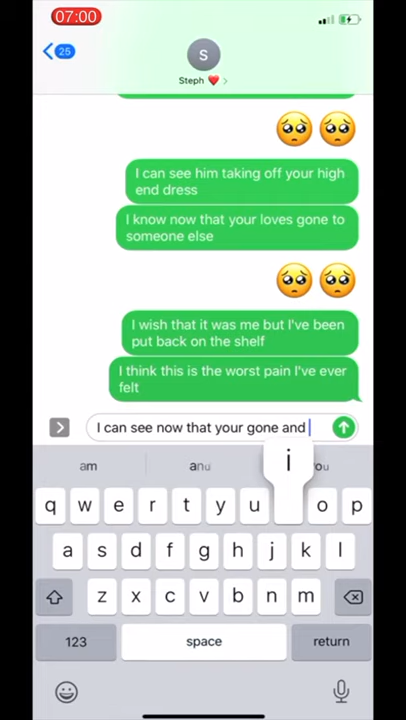 07:00
25
S
Steph ❤️ >
🥺 🥺
I can see him taking off your high
end dress
I know now that your loves gone to
someone else
🥺 🥺
I wish that it was me but I've been
put back on the shelf
I think this is the worst pain I've ever
felt
I can see now that your gone and
am
i
q w e r t y u o p
a s d f g h j k l
z x c v b n m
123 space return